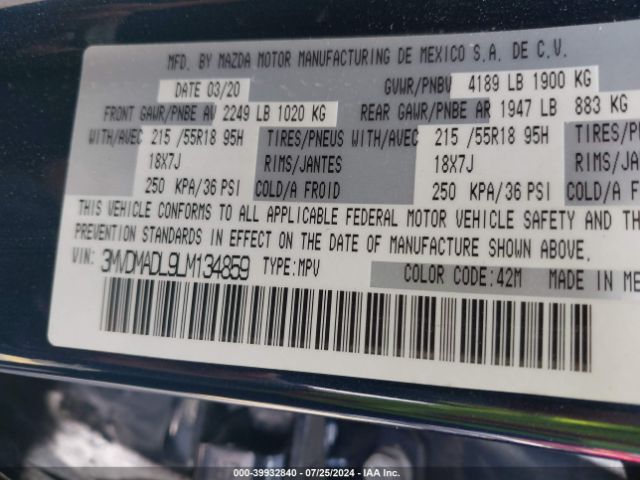 MFD. BY MAZDA MOTOR MANUFACTURING DE MEXICO S.A. DE C.V.
DATE 03/20 GVWR/PNBV 4189 LB 1900 KG
FRONT GAWR/PNBE AV 2249 LB 1020 KG REAR GAWR/PNBE AR 1947 LB 883 KG
WITH/AVEC 215 /55R18 95H TIRES/PNEUS WITH/AVEC 215 /55R18 95H TIRES/
18X7J RIMS/JANTES 18X7J RIMS/JANTE
250 KPA/36 PSI COLD/A FROID 250 KPA/36 PSI COLD/A F
THIS VEHICLE CONFORMS TO ALL APPLICABLE FEDERAL MOTOR VEHICLE SAFETY AND
PREVENTION STANDARDS IN EFFECT ON THE DATE OF MANUFACTURE SHOWN ABOVE.
VIN: 3MVDMADL9LM134859 TYPE:MPV COLOR CODE:42M MADE IN
000-39932840 - 07/25/2024 - IAA Inc.